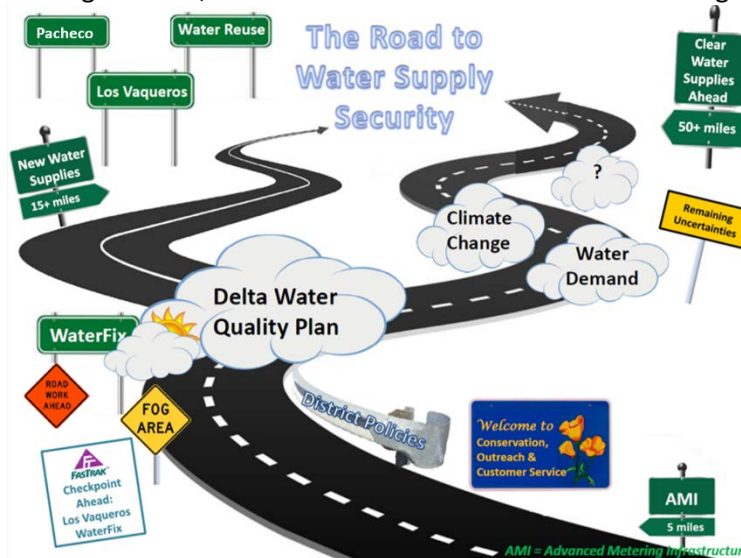 Pacheco
Water Reuse
Los Vaqueros
The Road to
Water Supply
Security
Clear
Water
Supplies
Ahead
50+ miles
New Water
Supplies
15+ miles
?
Climate
Change
Water
Demand
Remaining
Uncertainties
Delta Water
Quality Plan
WaterFix
ROAD
WORK
AHEAD
FOG
AREA
District Policies
Welcome to
Conservation,
Outreach &
Customer Service
FASTRAK
Checkpoint
Ahead:
Los Vaqueros
WaterFix
AMI
5 miles
AMI = Advanced Metering Infrastructure